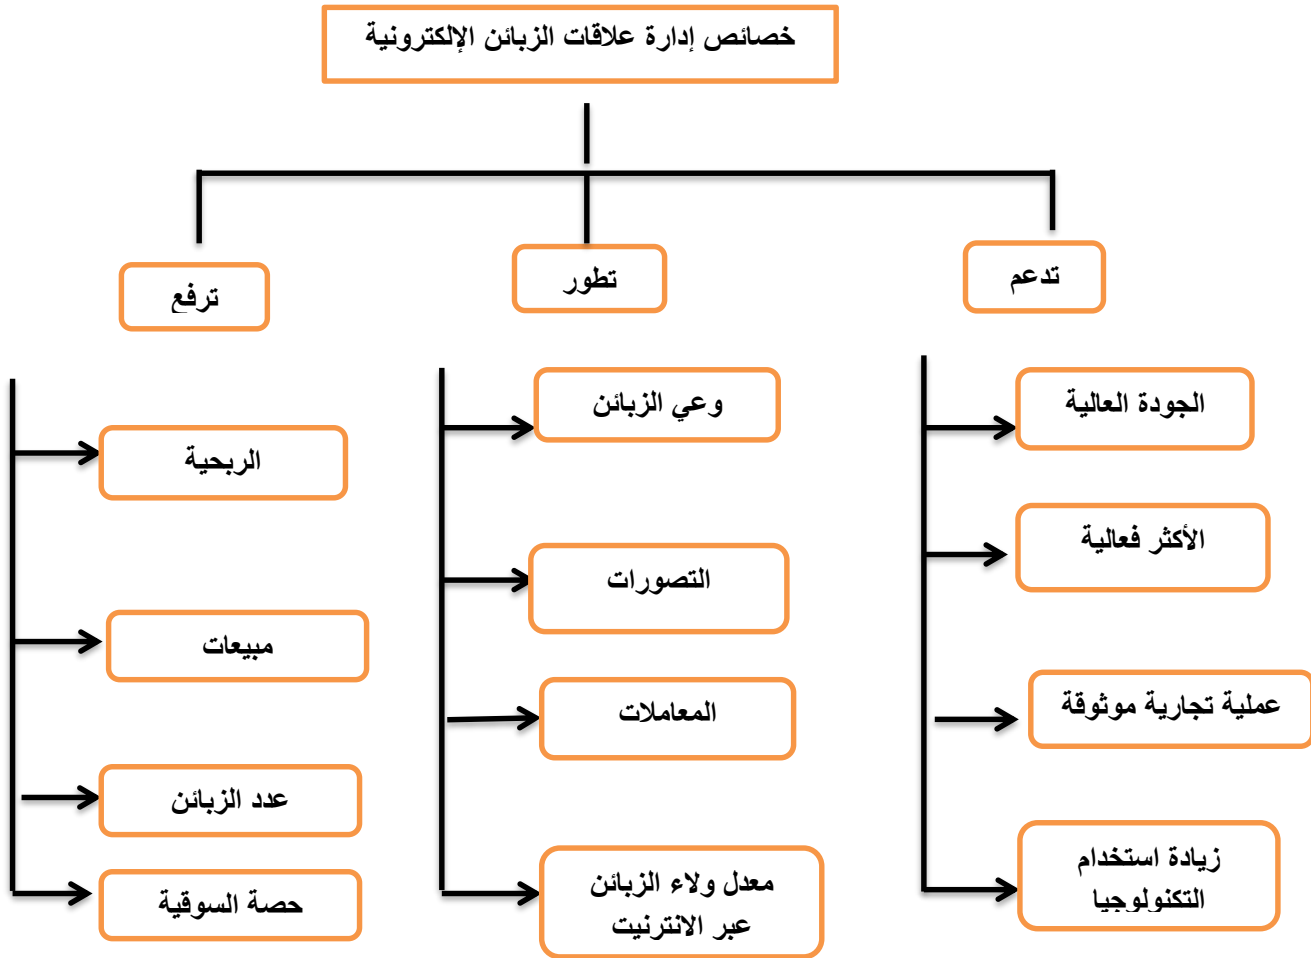 خصائص إدارة علاقات الزبائن الإلكترونية
تدعم
تطور
ترفع
الجودة العالية
الأكثر فعالية
عملية تجارية موثوقة
زيادة استخدام
التكنولوجيا
وعي الزبائن
التصورات
المعاملات
معدل ولاء الزبائن
عبر الانترنيت
الربحية
مبيعات
عدد الزبائن
حصة السوقية